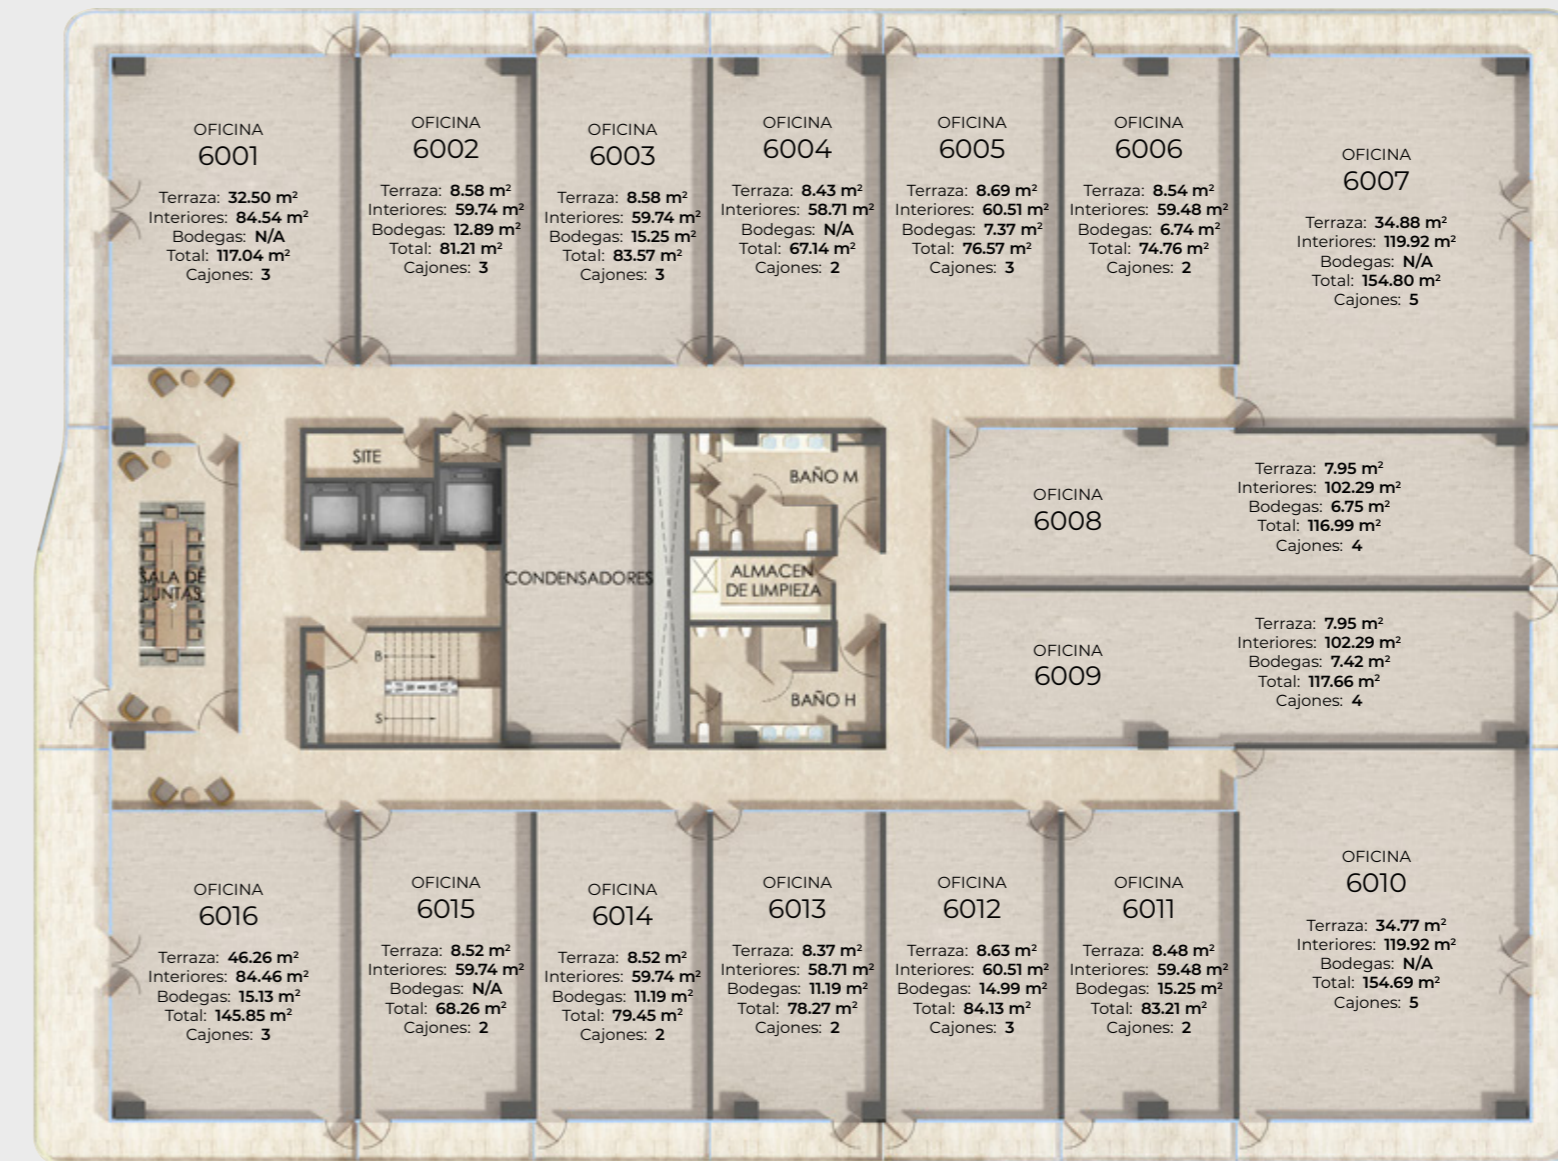 OFICINA
6001
Terraza: 32.50 m²
Interiores: 84.54 m²
Bodegas: N/A
Total: 117.04 m²
Cajones: 3
OFICINA
6002
Terraza: 8.58 m²
Interiores: 59.74 m²
Bodegas: 12.89 m²
Total: 81.21 m²
Cajones: 3
OFICINA
6003
Terraza: 8.58 m²
Interiores: 59.74 m²
Bodegas: 15.25 m²
Total: 83.57 m²
Cajones: 3
OFICINA
6004
Terraza: 8.43 m²
Interiores: 58.71 m²
Bodegas: N/A
Total: 67.14 m²
Cajones: 2
OFICINA
6005
Terraza: 8.69 m²
Interiores: 60.51 m²
Bodegas: 7.37 m²
Total: 76.57 m²
Cajones: 3
OFICINA
6006
Terraza: 8.54 m²
Interiores: 59.48 m²
Bodegas: 6.74 m²
Total: 74.76 m²
Cajones: 2
OFICINA
6007
Terraza: 34.88 m²
Interiores: 119.92 m²
Bodegas: N/A
Total: 154.80 m²
Cajones: 5
SITE
BAÑO M
SALA DE
JUNTAS
CONDENSADORES
ALMACEN
DE LIMPIEZA
B
S
BAÑO H
OFICINA
6008
Terraza: 7.95 m²
Interiores: 102.29 m²
Bodegas: 6.75 m²
Total: 116.99 m²
Cajones: 4
OFICINA
6009
Terraza: 7.95 m²
Interiores: 102.29 m²
Bodegas: 7.42 m²
Total: 117.66 m²
Cajones: 4
OFICINA
6016
Terraza: 46.26 m²
Interiores: 84.46 m²
Bodegas: 15.13 m²
Total: 145.85 m²
Cajones: 3
OFICINA
6015
Terraza: 8.52 m²
Interiores: 59.74 m²
Bodegas: N/A
Total: 68.26 m²
Cajones: 2
OFICINA
6014
Terraza: 8.52 m²
Interiores: 59.74 m²
Bodegas: 11.19 m²
Total: 79.45 m²
Cajones: 2
OFICINA
6013
Terraza: 8.37 m²
Interiores: 58.71 m²
Bodegas: 11.19 m²
Total: 78.27 m²
Cajones: 2
OFICINA
6012
Terraza: 8.63 m²
Interiores: 60.51 m²
Bodegas: 14.99 m²
Total: 84.13 m²
Cajones: 3
OFICINA
6011
Terraza: 8.48 m²
Interiores: 59.48 m²
Bodegas: 15.25 m²
Total: 83.21 m²
Cajones: 2
OFICINA
6010
Terraza: 34.77 m²
Interiores: 119.92 m²
Bodegas: N/A
Total: 154.69 m²
Cajones: 5